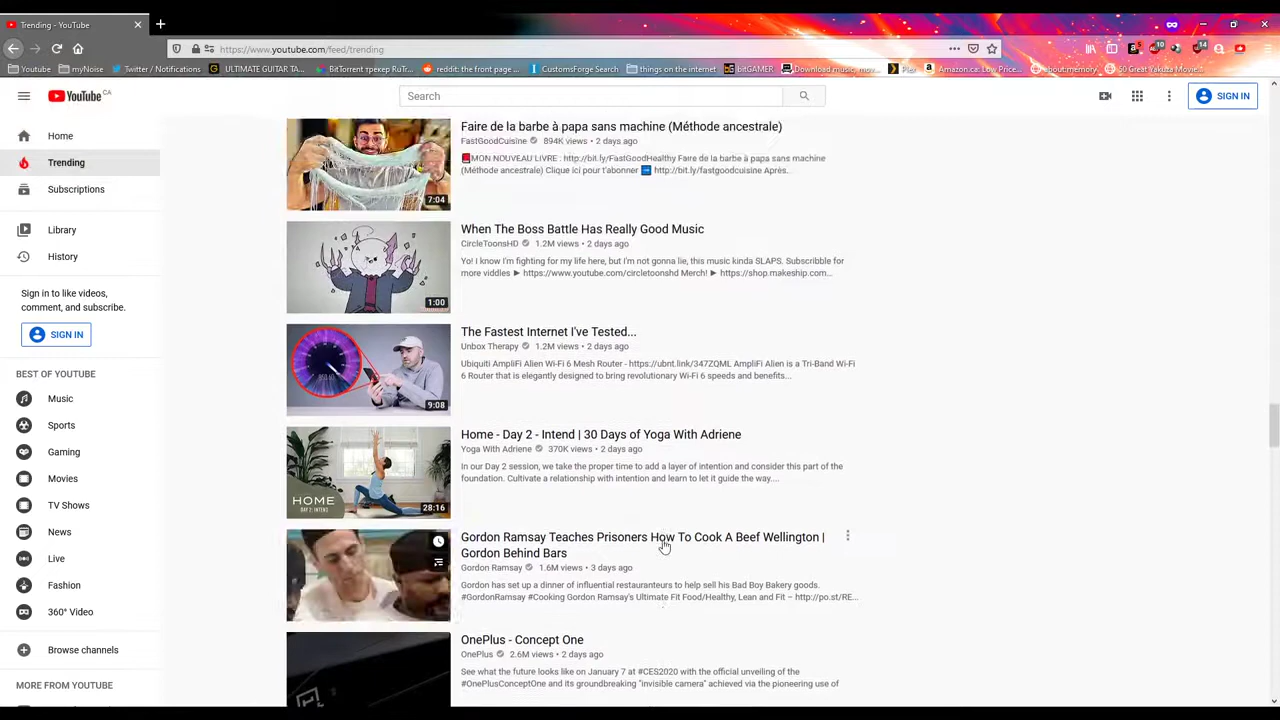 Trending - YouTube
https://www.youtube.com/feed/trending
Youtube myNoise Twitter / Notifications ULTIMATE GUITAR TA... BitTorrent трекер RuTr... reddit: the front page ... CustomsForge Search things on the internet bitGAMER Download music, mov... Plex Amazon.ca: Low Price... about:memory 50 Great Yakuza Movie...
YouTube CA
Search
SIGN IN
Home
Trending
Subscriptions
Library
History
Sign in to like videos,
comment, and subscribe.
SIGN IN
BEST OF YOUTUBE
Music
Sports
Gaming
Movies
TV Shows
News
Live
Fashion
360° Video
Browse channels
MORE FROM YOUTUBE
7:04
Faire de la barbe à papa sans machine (Méthode ancestrale)
FastGoodCuisine 894K views • 2 days ago
MON NOUVEAU LIVRE : http://bit.ly/FastGoodHealthy Faire de la barbe à papa sans machine
(Méthode ancestrale) Clique ici pour t'abonner http://bit.ly/fastgoodcuisine Après...
1:00
When The Boss Battle Has Really Good Music
CircleToonsHD 1.2M views • 2 days ago
Yo! I know I'm fighting for my life here, but I'm not gonna lie, this music kinda SLAPS. Subscribble for
more viddles ► https://www.youtube.com/circletoonshd Merch! ► https://shop.makeship.com...
9:08
The Fastest Internet I've Tested...
Unbox Therapy 1.2M views • 2 days ago
Ubiquiti AmpliFi Alien Wi-Fi 6 Mesh Router - https://ubnt.link/347ZQML AmpliFi Alien is a Tri-Band Wi-Fi
6 Router that is elegantly designed to bring revolutionary Wi-Fi 6 speeds and benefits...
HOME
DAY 2: INTEND
28:16
Home - Day 2 - Intend | 30 Days of Yoga With Adriene
Yoga With Adriene 370K views • 2 days ago
In our Day 2 session, we take the proper time to add a layer of intention and consider this part of the
foundation. Cultivate a relationship with intention and learn to let it guide the way....
Gordon Ramsay Teaches Prisoners How To Cook A Beef Wellington |
Gordon Behind Bars
Gordon Ramsay 1.6M views • 3 days ago
Gordon has set up a dinner of influential restauranteurs to help sell his Bad Boy Bakery goods.
#GordonRamsay #Cooking Gordon Ramsay's Ultimate Fit Food/Healthy, Lean and Fit – http://po.st/RE...
OnePlus - Concept One
OnePlus 2.6M views • 2 days ago
See what the future looks like on January 7 at #CES2020 with the official unveiling of the
#OnePlusConceptOne and its groundbreaking "invisible camera" achieved via the pioneering use of